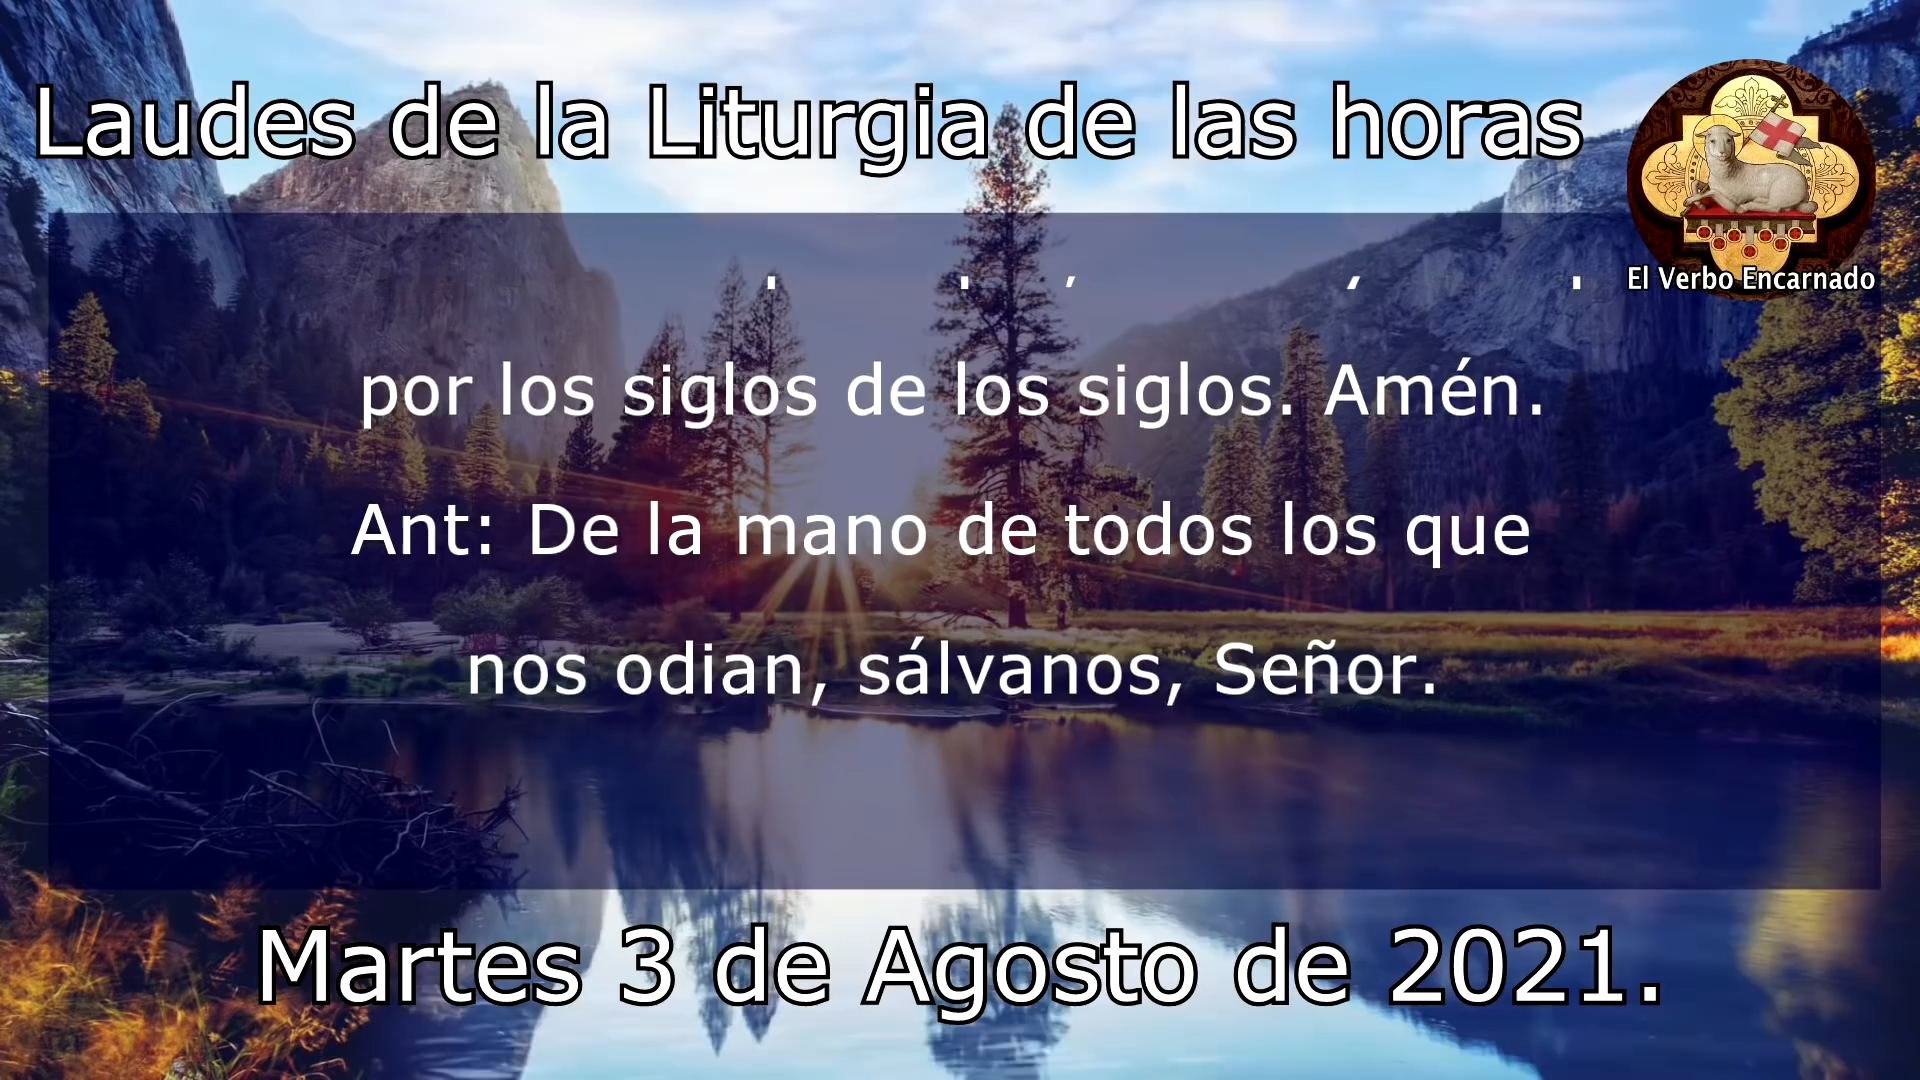 Laudes de la Liturgia de las horas
El Verbo Encarnado
por los siglos de los siglos. Amén.
Ant: De la mano de todos los que
nos odian, sálvanos, Señor.
Martes 3 de Agosto de 2021.